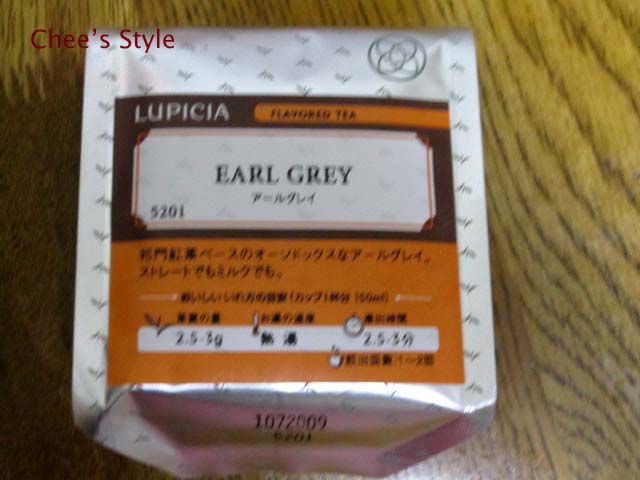 Chee's Style
LUPICIA FLAVORED TEA
EARL GREY
アールグレイ
5201
祁門紅茶ベースのオーソドックスなアールグレイ。
ストレートでもミルクでも。
おいしいいれ方の目安(カップ1杯分 150ml)
茶葉の量 お湯の温度 抽出時間
2.5-3g 熱湯 2.5-3分
抽出回数:1〜2回
1072009
5201